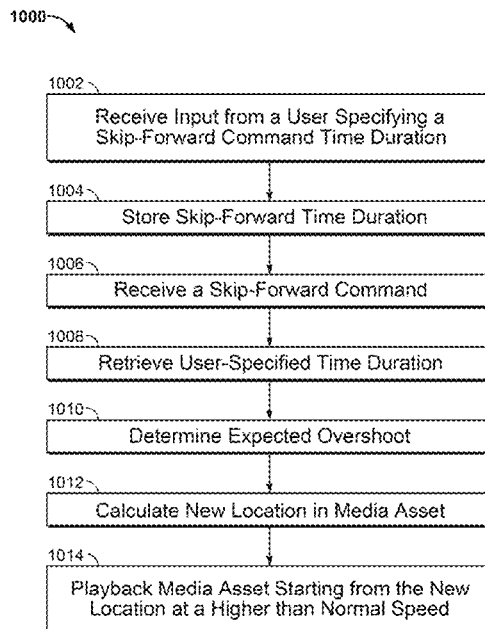 1000
1002
Receive Input from a User Specifying a
Skip-Forward Command Time Duration
1004
Store Skip-Forward Time Duration
1006
Receive a Skip-Forward Command
1008
Retrieve User-Specified Time Duration
1010
Determine Expected Overshoot
1012
Calculate New Location in Media Asset
1014
Playback Media Asset Starting from the New
Location at a Higher than Normal Speed